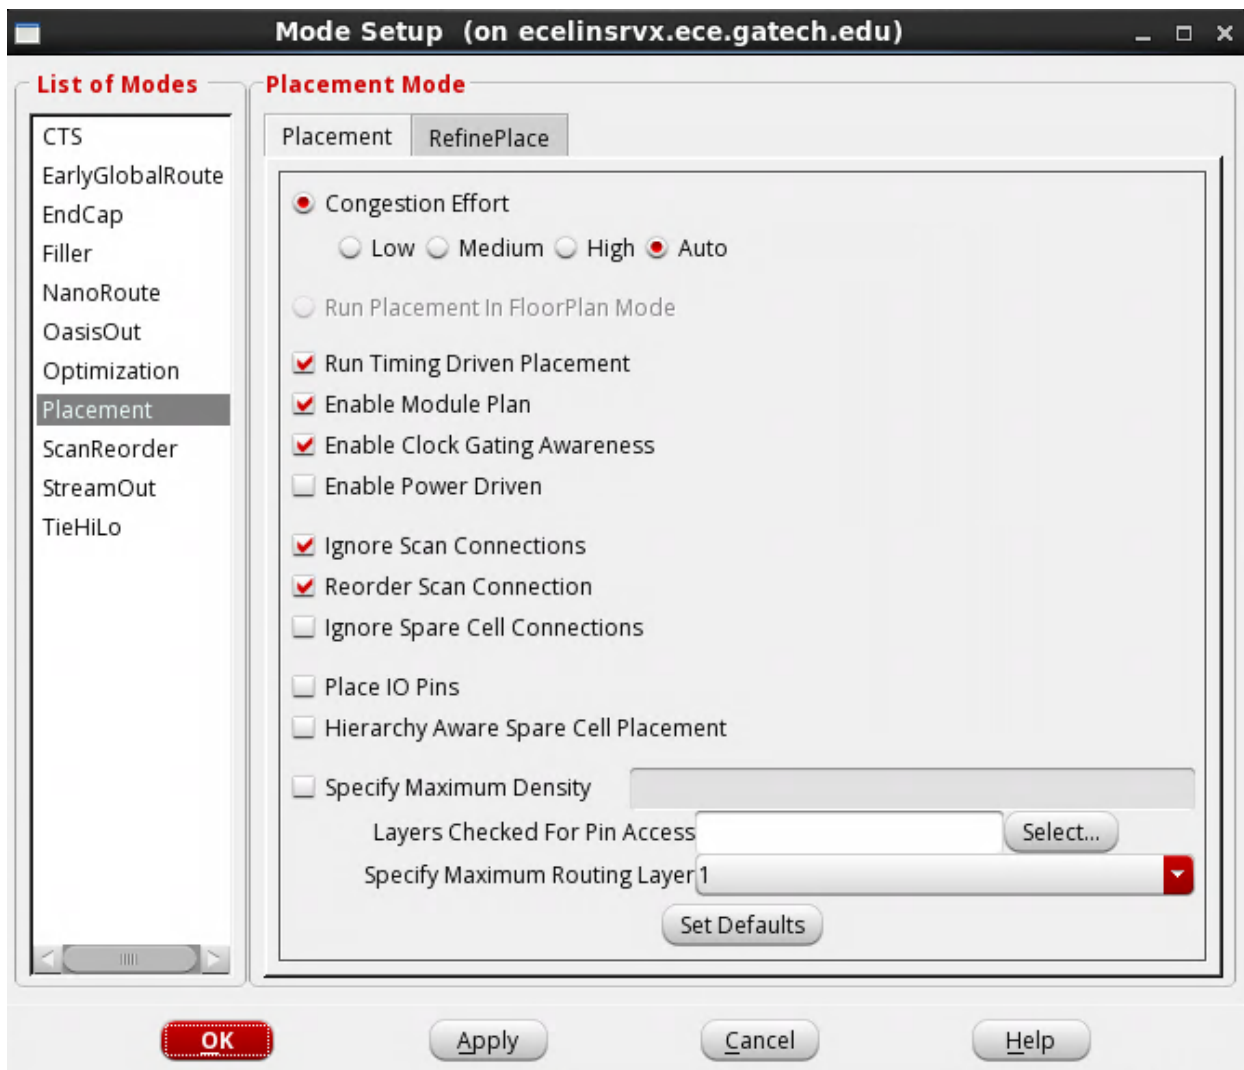 Mode Setup (on ecelinsrvx.ece.gatech.edu)
List of Modes
CTS
EarlyGlobalRoute
EndCap
Filler
NanoRoute
OasisOut
Optimization
Placement
ScanReorder
StreamOut
TieHiLo
Placement Mode
Placement RefinePlace
Congestion Effort
Low Medium High Auto
Run Placement In FloorPlan Mode
Run Timing Driven Placement
Enable Module Plan
Enable Clock Gating Awareness
Enable Power Driven
Ignore Scan Connections
Reorder Scan Connection
Ignore Spare Cell Connections
Place IO Pins
Hierarchy Aware Spare Cell Placement
Specify Maximum Density
Layers Checked For Pin Access Select...
Specify Maximum Routing Layer 1
Set Defaults
OK Apply Cancel Help